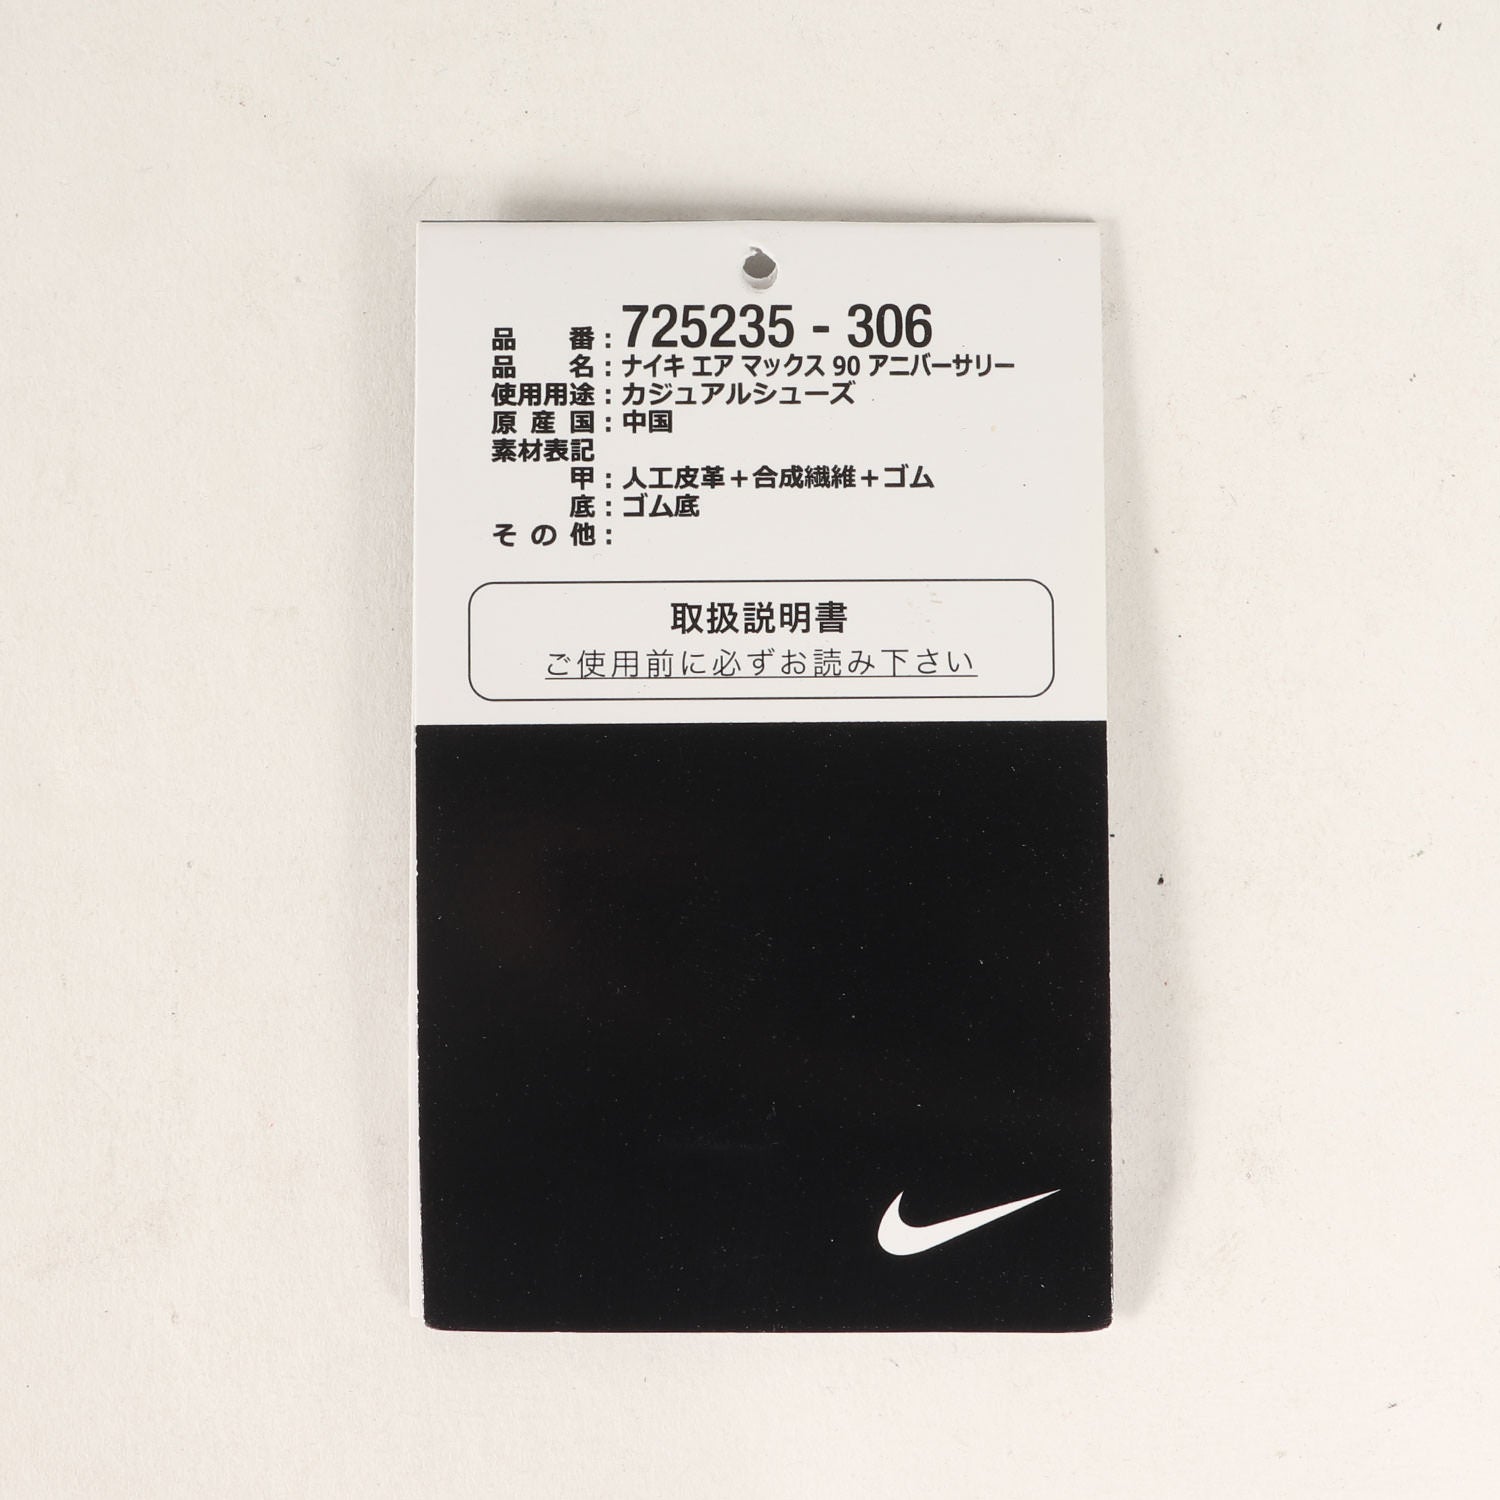 品番：725235 - 306
品名：ナイキ エア マックス 90 アニバーサリー
使用用途：カジュアルシューズ
原産国：中国
素材表記
甲：人工皮革＋合成繊維＋ゴム
底：ゴム底
その他：
取扱説明書
ご使用前に必ずお読み下さい